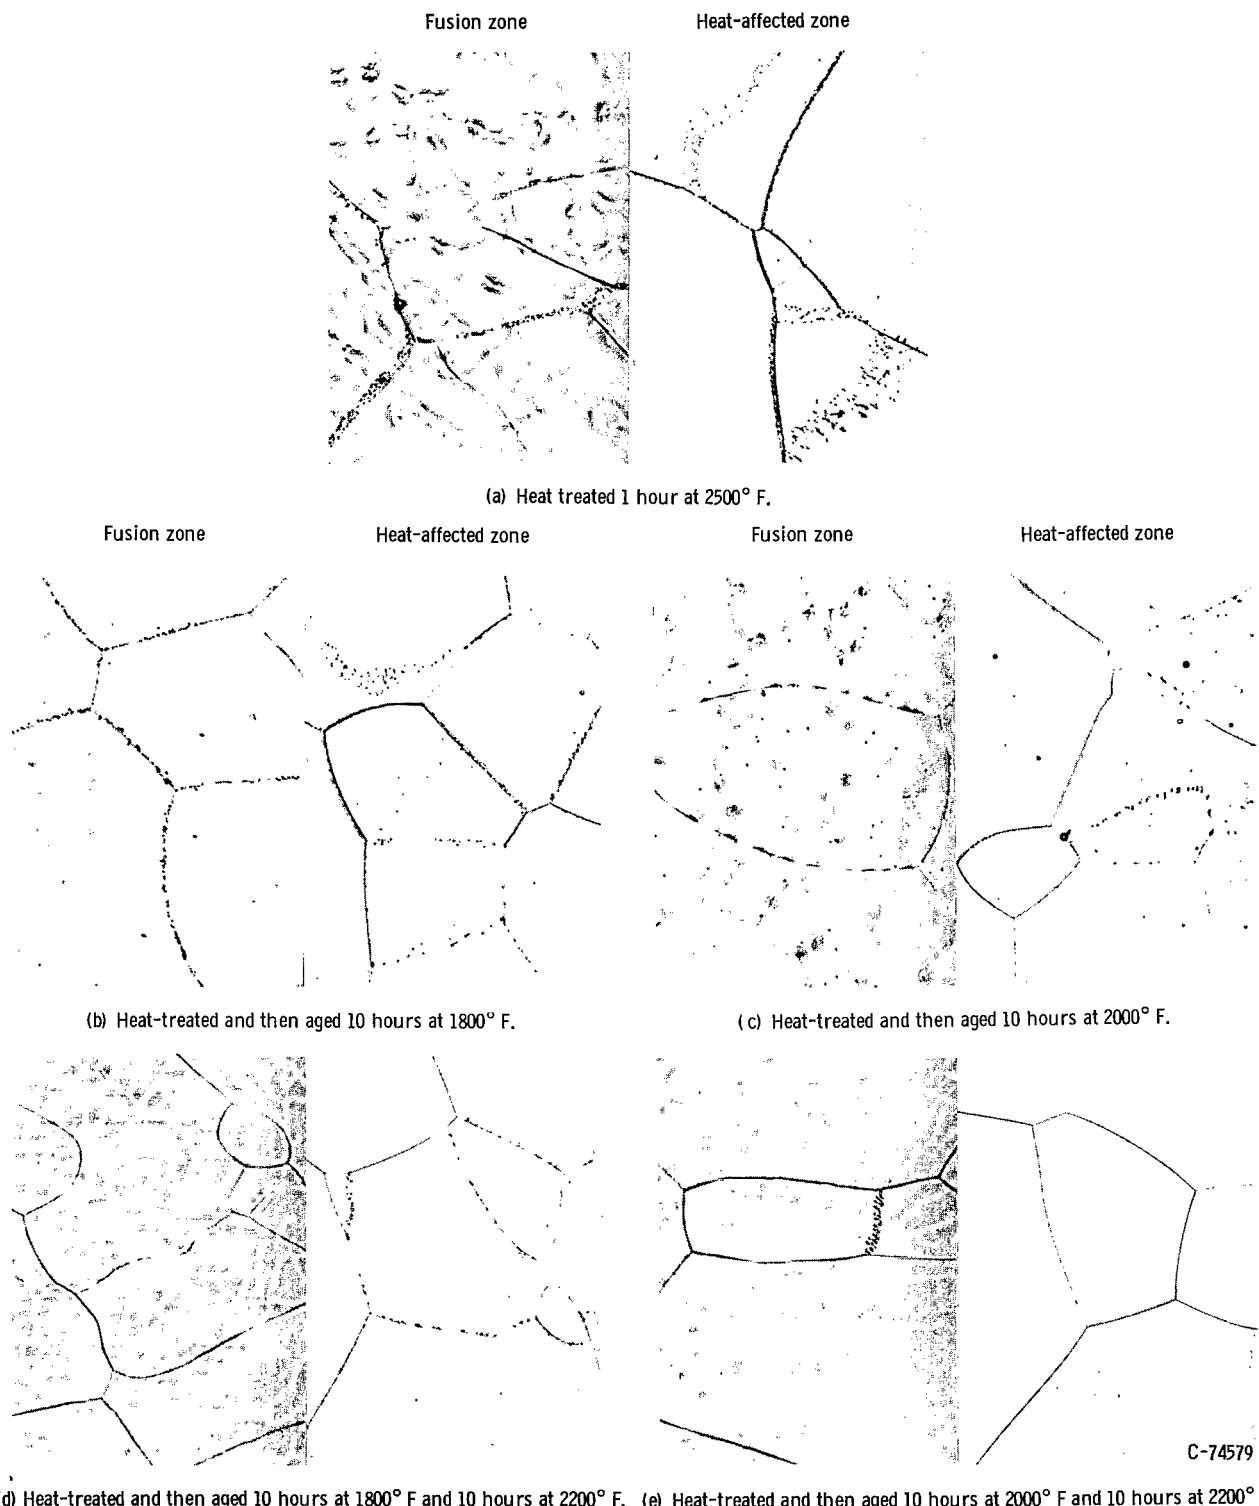 Fusion zone
Heat-affected zone
(a) Heat treated 1 hour at 2500° F.
Fusion zone
Heat-affected zone
Fusion zone
Heat-affected zone
(b) Heat-treated and then aged 10 hours at 1800° F.
(c) Heat-treated and then aged 10 hours at 2000° F.
C-74579
d) Heat-treated and then aged 10 hours at 1800° F and 10 hours at 2200° F.
(e) Heat-treated and then aged 10 hours at 2000° F and 10 hours at 2200°